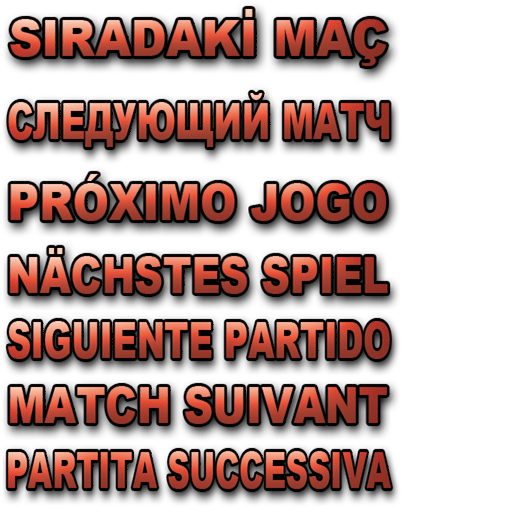 SIRADAKİ MAÇ
СЛЕДУЮЩИЙ МАТЧ
PRÓXIMO JOGO
NÄCHSTES SPIEL
SIGUIENTE PARTIDO
MATCH SUIVANT
PARTITA SUCCESSIVA